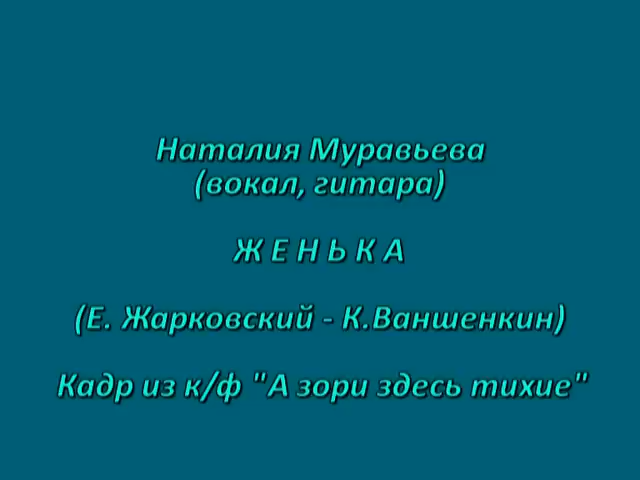 Наталия Муравьева
(вокал, гитара)
Ж Е Н Ь К А
(Е. Жарковский - К.Ваншенкин)
Кадр из к/ф "А зори здесь тихие"